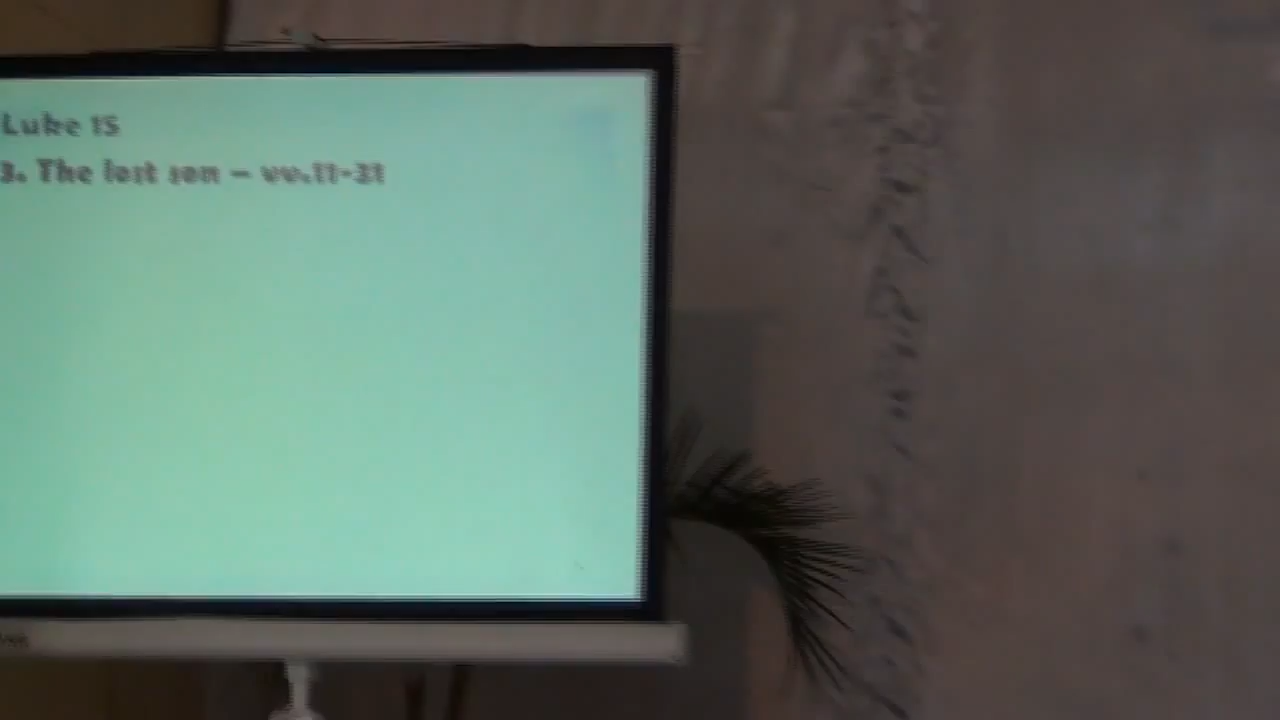 Luke 15
3. The lost son – vv.11-31